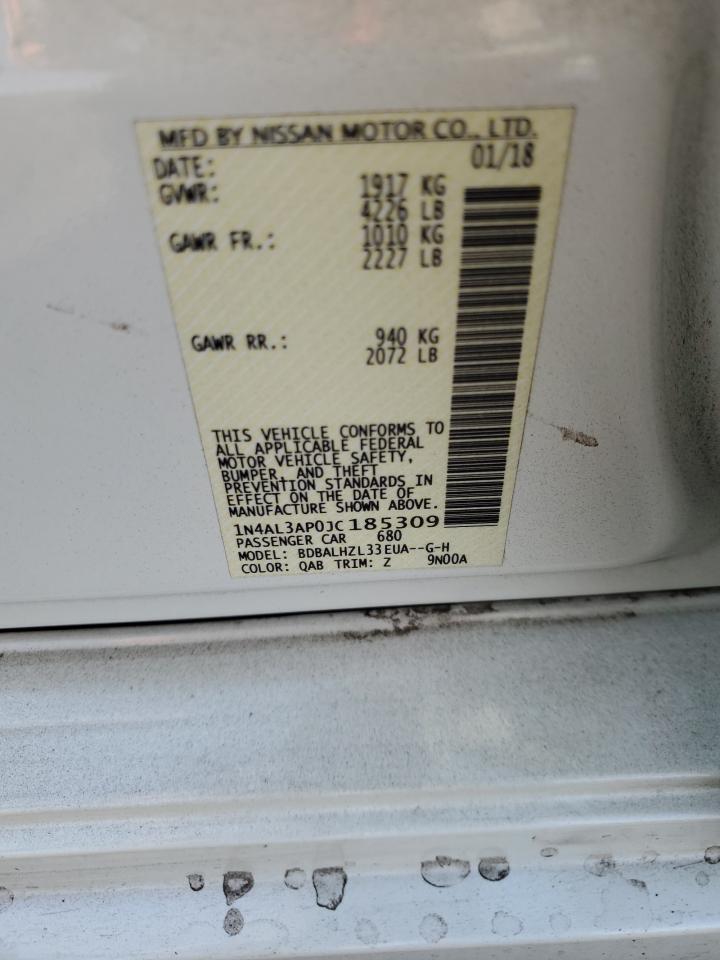 MFD BY NISSAN MOTOR CO., LTD.
DATE: 01/18
GVWR: 1917 KG
4226 LB
GAWR FR.: 1010 KG
2227 LB
GAWR RR.: 940 KG
2072 LB
THIS VEHICLE CONFORMS TO
ALL APPLICABLE FEDERAL
MOTOR VEHICLE SAFETY,
BUMPER, AND THEFT
PREVENTION STANDARDS IN
EFFECT ON THE DATE OF
MANUFACTURE SHOWN ABOVE.
1N4AL3AP0JC185309
PASSENGER CAR 680
MODEL: BDBALHZL33EUA--G-H
COLOR: QAB TRIM: Z 9N00A